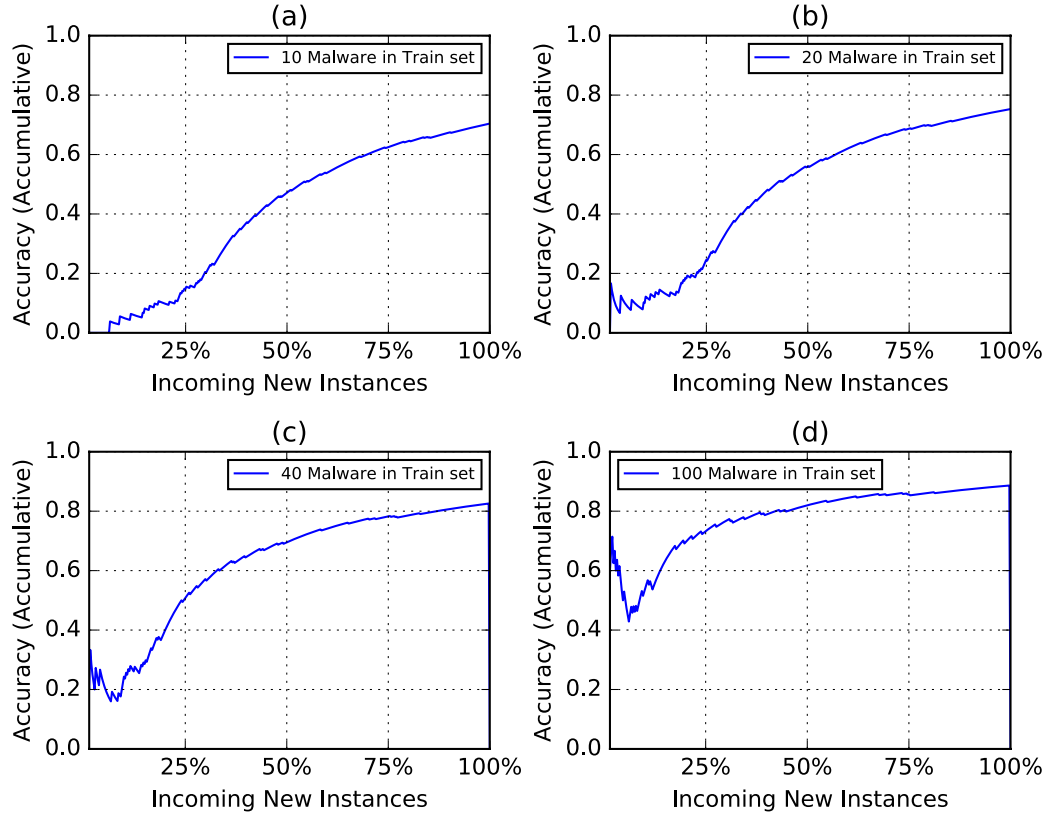 (a)
1.0
0.8
0.6
0.4
0.2
0.0
Accuracy (Accumulative)
10 Malware in Train set
25%
50%
75%
100%
Incoming New Instances
(b)
1.0
0.8
0.6
0.4
0.2
0.0
Accuracy (Accumulative)
20 Malware in Train set
25%
50%
75%
100%
Incoming New Instances
(c)
1.0
0.8
0.6
0.4
0.2
0.0
Accuracy (Accumulative)
40 Malware in Train set
25%
50%
75%
100%
Incoming New Instances
(d)
1.0
0.8
0.6
0.4
0.2
0.0
Accuracy (Accumulative)
100 Malware in Train set
25%
50%
75%
100%
Incoming New Instances